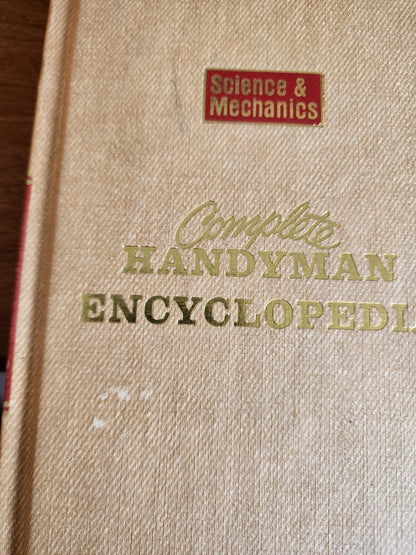 Science &
Mechanics
Complete
HANDYMAN
ENCYCLOPEDI